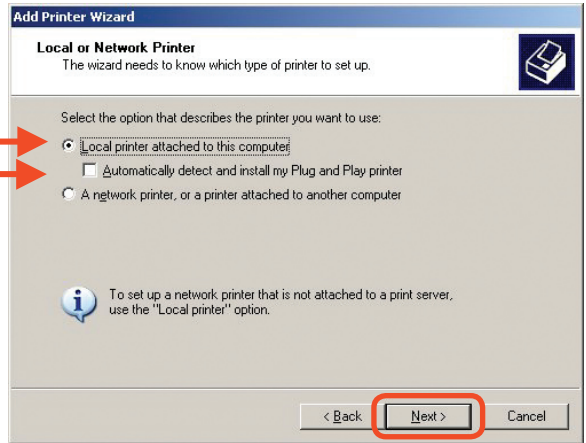 Add Printer Wizard
Local or Network Printer
The wizard needs to know which type of printer to set up.
Select the option that describes the printer you want to use:
Local printer attached to this computer
Automatically detect and install my Plug and Play printer
A network printer, or a printer attached to another computer
To set up a network printer that is not attached to a print server,
use the "Local printer" option.
< Back Next > Cancel